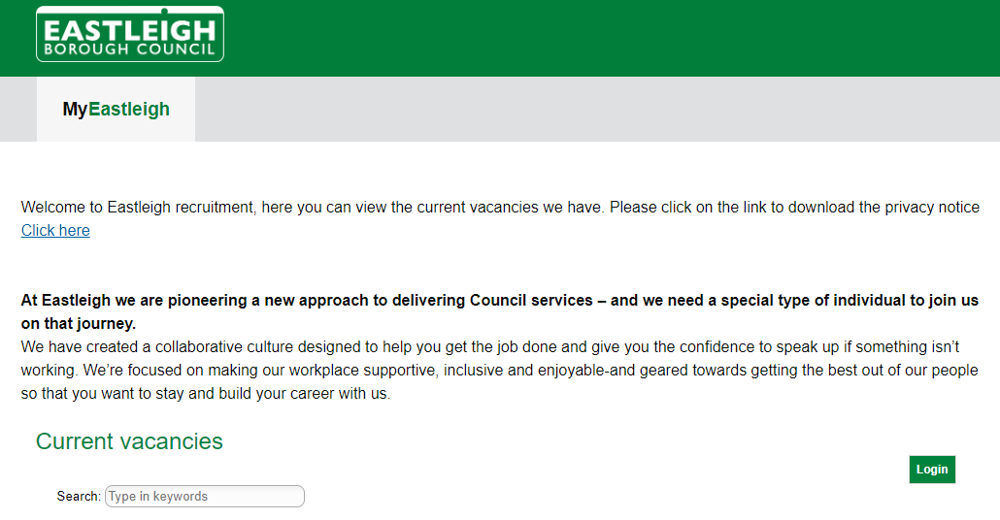 EASTLEIGH
BOROUGH COUNCIL
MyEastleigh
Welcome to Eastleigh recruitment, here you can view the current vacancies we have. Please click on the link to download the privacy notice
Click here
At Eastleigh we are pioneering a new approach to delivering Council services – and we need a special type of individual to join us
on that journey.
We have created a collaborative culture designed to help you get the job done and give you the confidence to speak up if something isn’t
working. We’re focused on making our workplace supportive, inclusive and enjoyable-and geared towards getting the best out of our people
so that you want to stay and build your career with us.
Current vacancies
Login
Search: Type in keywords